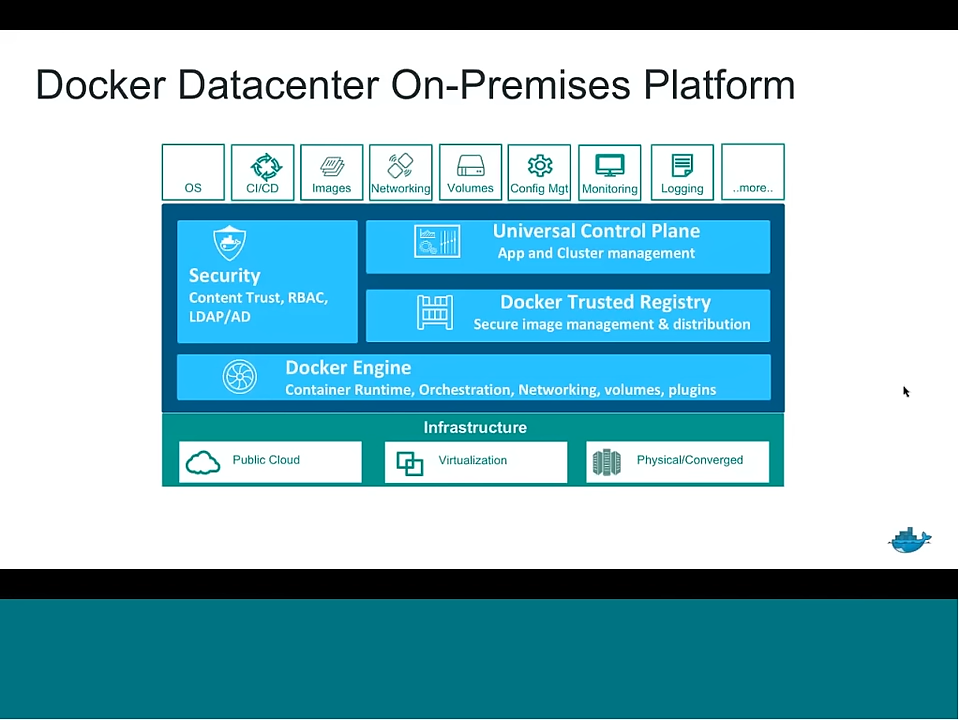 Docker Datacenter On-Premises Platform
OS
CI/CD
Images
Networking
Volumes
Config Mgt
Monitoring
Logging
..more..
Security
Content Trust, RBAC,
LDAP/AD
Universal Control Plane
App and Cluster management
Docker Trusted Registry
Secure image management & distribution
Docker Engine
Container Runtime, Orchestration, Networking, volumes, plugins
Infrastructure
Public Cloud
Virtualization
Physical/Converged